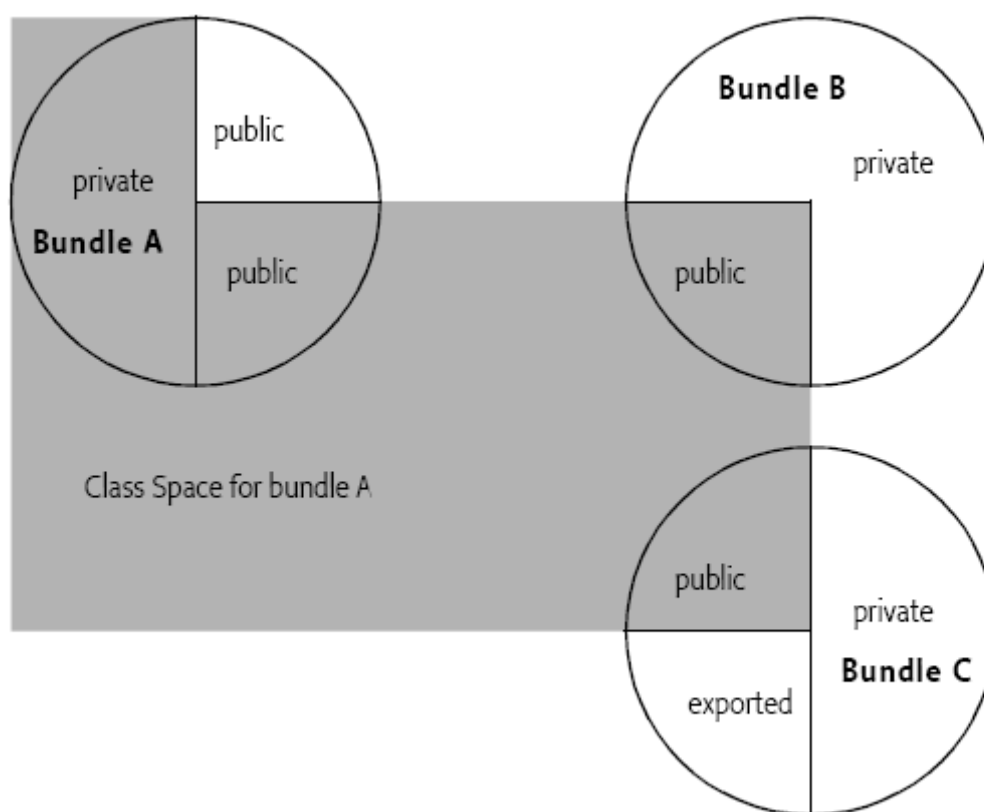 Bundle B
public
private
private
Bundle A
public
public
Class Space for bundle A
public
private
Bundle C
exported